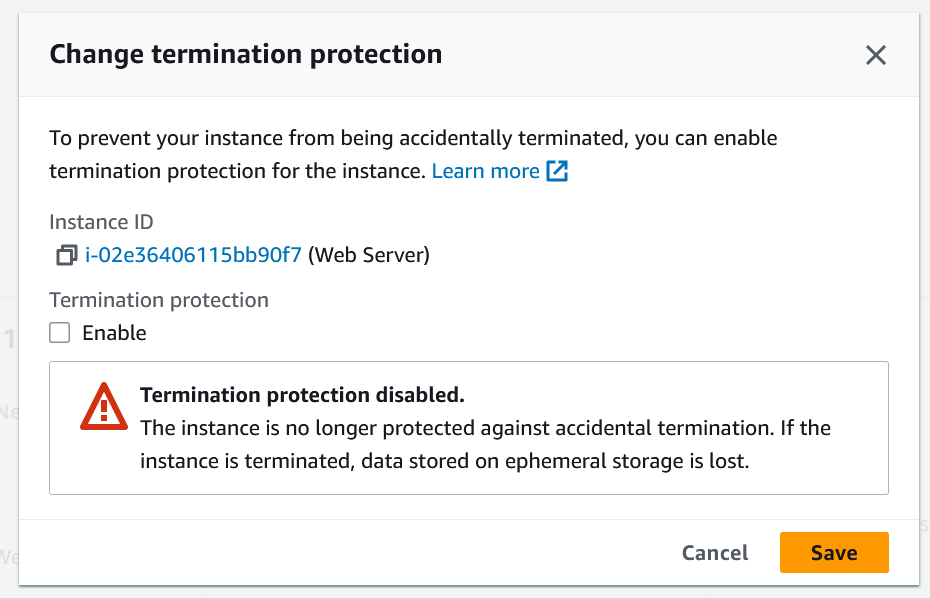 Change termination protection
To prevent your instance from being accidentally terminated, you can enable
termination protection for the instance. Learn more
Instance ID
i-02e36406115bb90f7 (Web Server)
Termination protection
Enable
Termination protection disabled.
The instance is no longer protected against accidental termination. If the
instance is terminated, data stored on ephemeral storage is lost.
Cancel Save